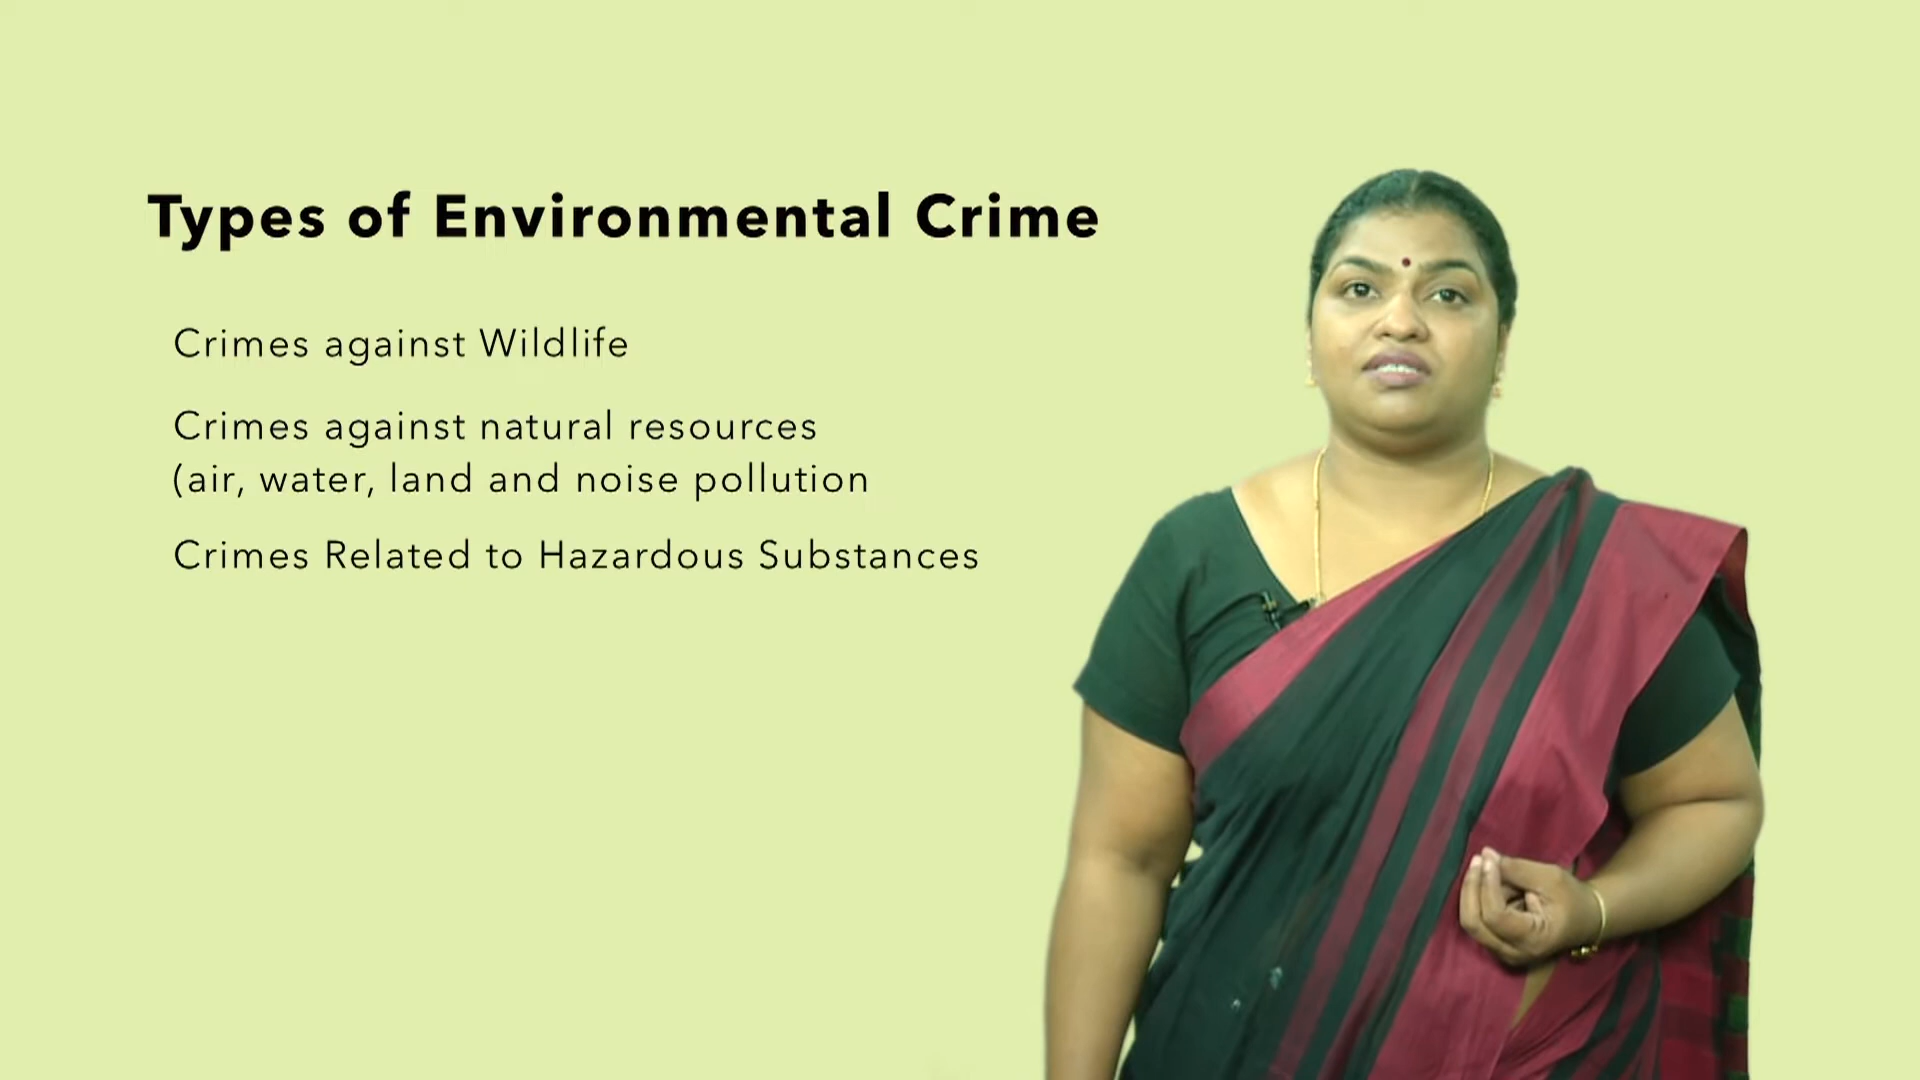 Types of Environmental Crime
Crimes against Wildlife
Crimes against natural resources
(air, water, land and noise pollution
Crimes Related to Hazardous Substances